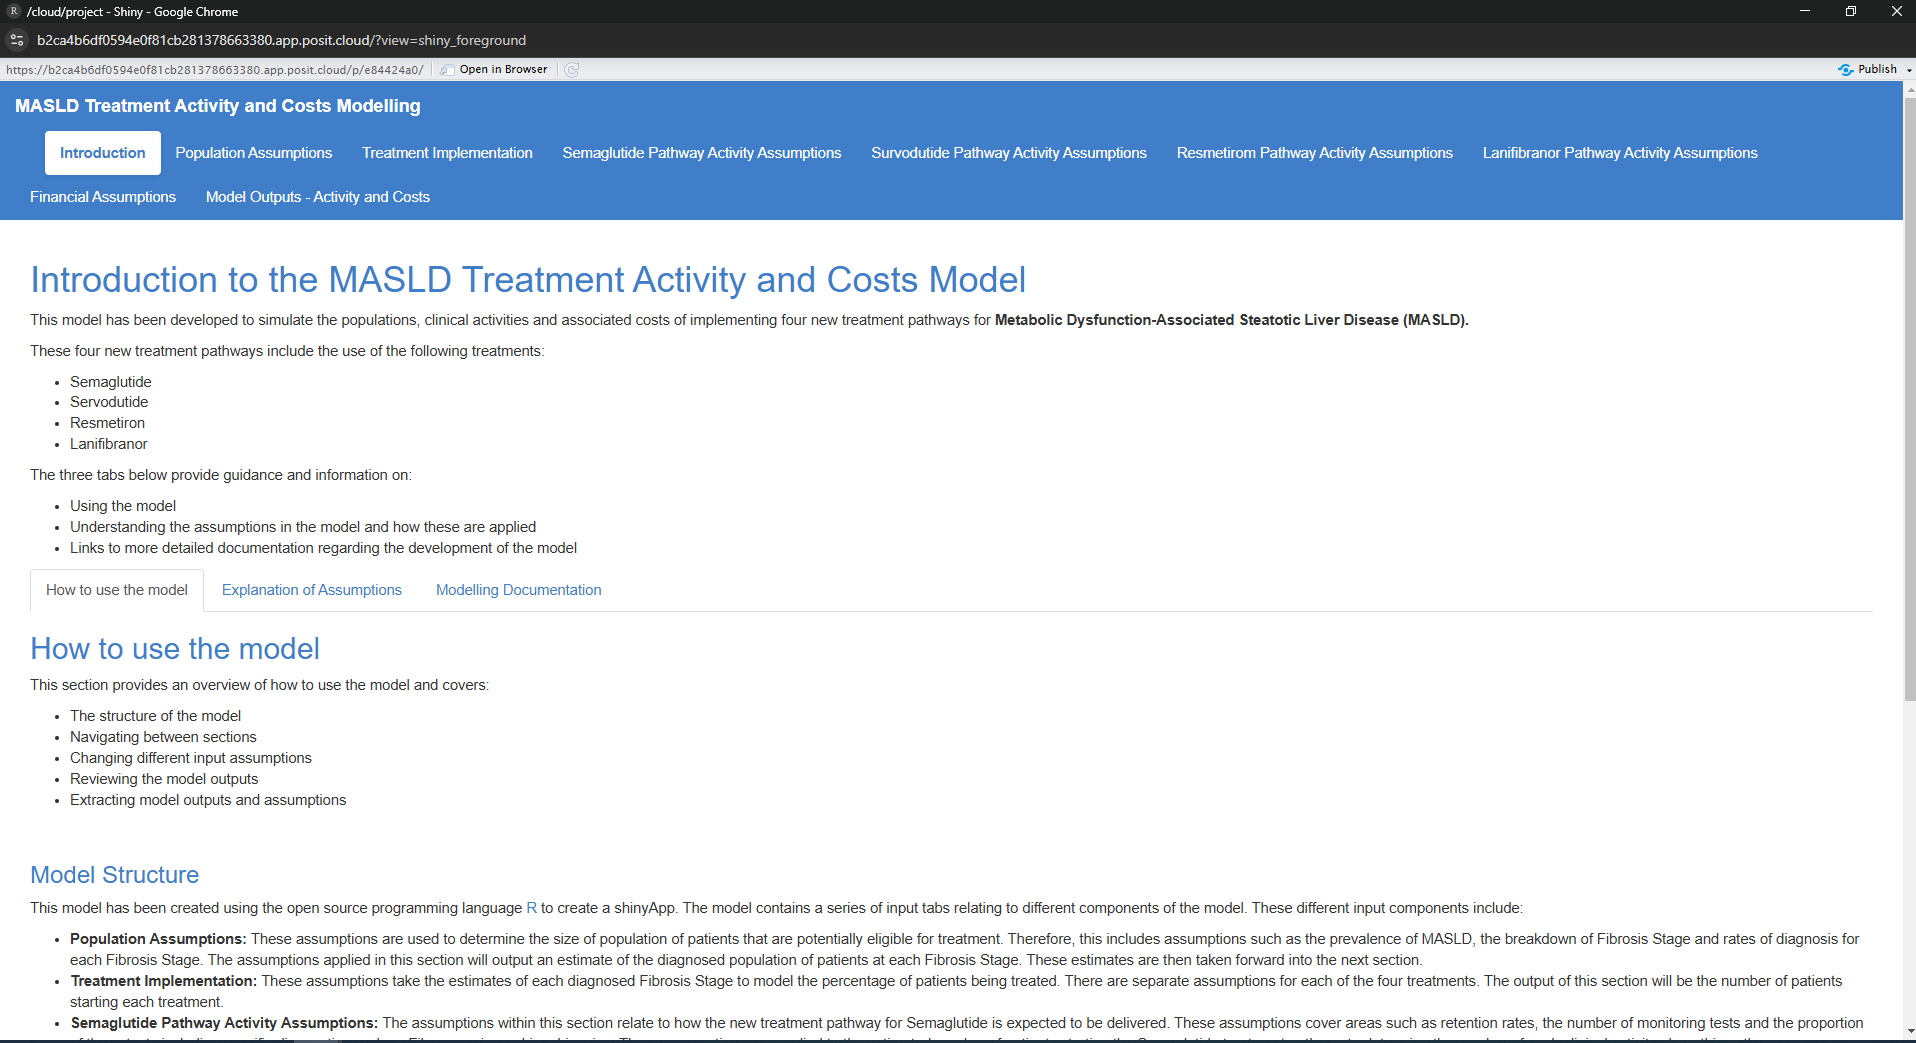 R /cloud/project - Shiny - Google Chrome
b2ca4b6df0594e0f81cb281378663380.app.posit.cloud/?view=shiny_foreground
https://b2ca4b6df0594e0f81cb281378663380.app.posit.cloud/p/e84424a0/ Open in Browser Publish
MASLD Treatment Activity and Costs Modelling
Introduction Population Assumptions Treatment Implementation Semaglutide Pathway Activity Assumptions Survodutide Pathway Activity Assumptions Resmetirom Pathway Activity Assumptions Lanifibranor Pathway Activity Assumptions
Financial Assumptions Model Outputs - Activity and Costs
Introduction to the MASLD Treatment Activity and Costs Model
This model has been developed to simulate the populations, clinical activities and associated costs of implementing four new treatment pathways for Metabolic Dysfunction-Associated Steatotic Liver Disease (MASLD).
These four new treatment pathways include the use of the following treatments:
• Semaglutide
• Servodutide
• Resmetiron
• Lanifibranor
The three tabs below provide guidance and information on:
• Using the model
• Understanding the assumptions in the model and how these are applied
• Links to more detailed documentation regarding the development of the model
How to use the model Explanation of Assumptions Modelling Documentation
How to use the model
This section provides an overview of how to use the model and covers:
• The structure of the model
• Navigating between sections
• Changing different input assumptions
• Reviewing the model outputs
• Extracting model outputs and assumptions
Model Structure
This model has been created using the open source programming language R to create a shinyApp. The model contains a series of input tabs relating to different components of the model. These different input components include:
• Population Assumptions: These assumptions are used to determine the size of population of patients that are potentially eligible for treatment. Therefore, this includes assumptions such as the prevalence of MASLD, the breakdown of Fibrosis Stage and rates of diagnosis for
each Fibrosis Stage. The assumptions applied in this section will output an estimate of the diagnosed population of patients at each Fibrosis Stage. These estimates are then taken forward into the next section.
• Treatment Implementation: These assumptions take the estimates of each diagnosed Fibrosis Stage to model the percentage of patients being treated. There are separate assumptions for each of the four treatments. The output of this section will be the number of patients
starting each treatment.
• Semaglutide Pathway Activity Assumptions: The assumptions within this section relate to how the new treatment pathway for Semaglutide is expected to be delivered. These assumptions cover areas such as retention rates, the number of monitoring tests and the proportion